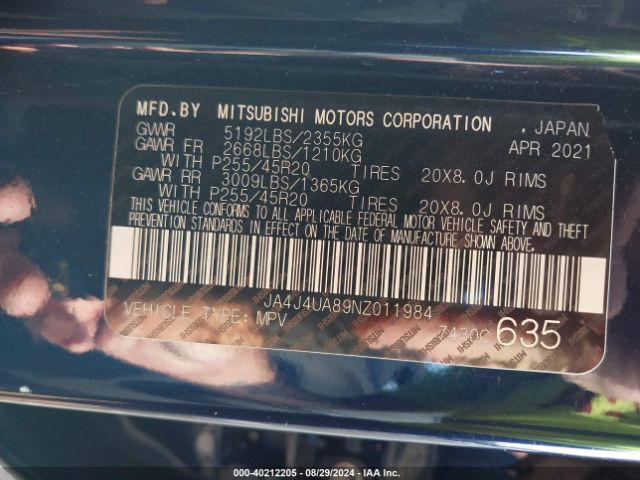 MFD.BY MITSUBISHI MOTORS CORPORATION , JAPAN
GVWR 5192LBS/2355KG APR 2021
GAWR FR 2668LBS/1210KG
WITH P255/45R20 TIRES 20X8.0J RIMS
GAWR RR 3009LBS/1365KG
WITH P255/45R20 TIRES 20X8.0J RIMS
THIS VEHICLE CONFORMS TO ALL APPLICABLE FEDERAL MOTOR VEHICLE SAFETY AND THEFT
PREVENTION STANDARDS IN EFFECT ON THE DATE OF MANUFACTURE SHOWN ABOVE.
JA4J4UA89NZ011984
VEHICLE TYPE: MPV 635
000-40212205 - 08/29/2024 - IAA Inc.